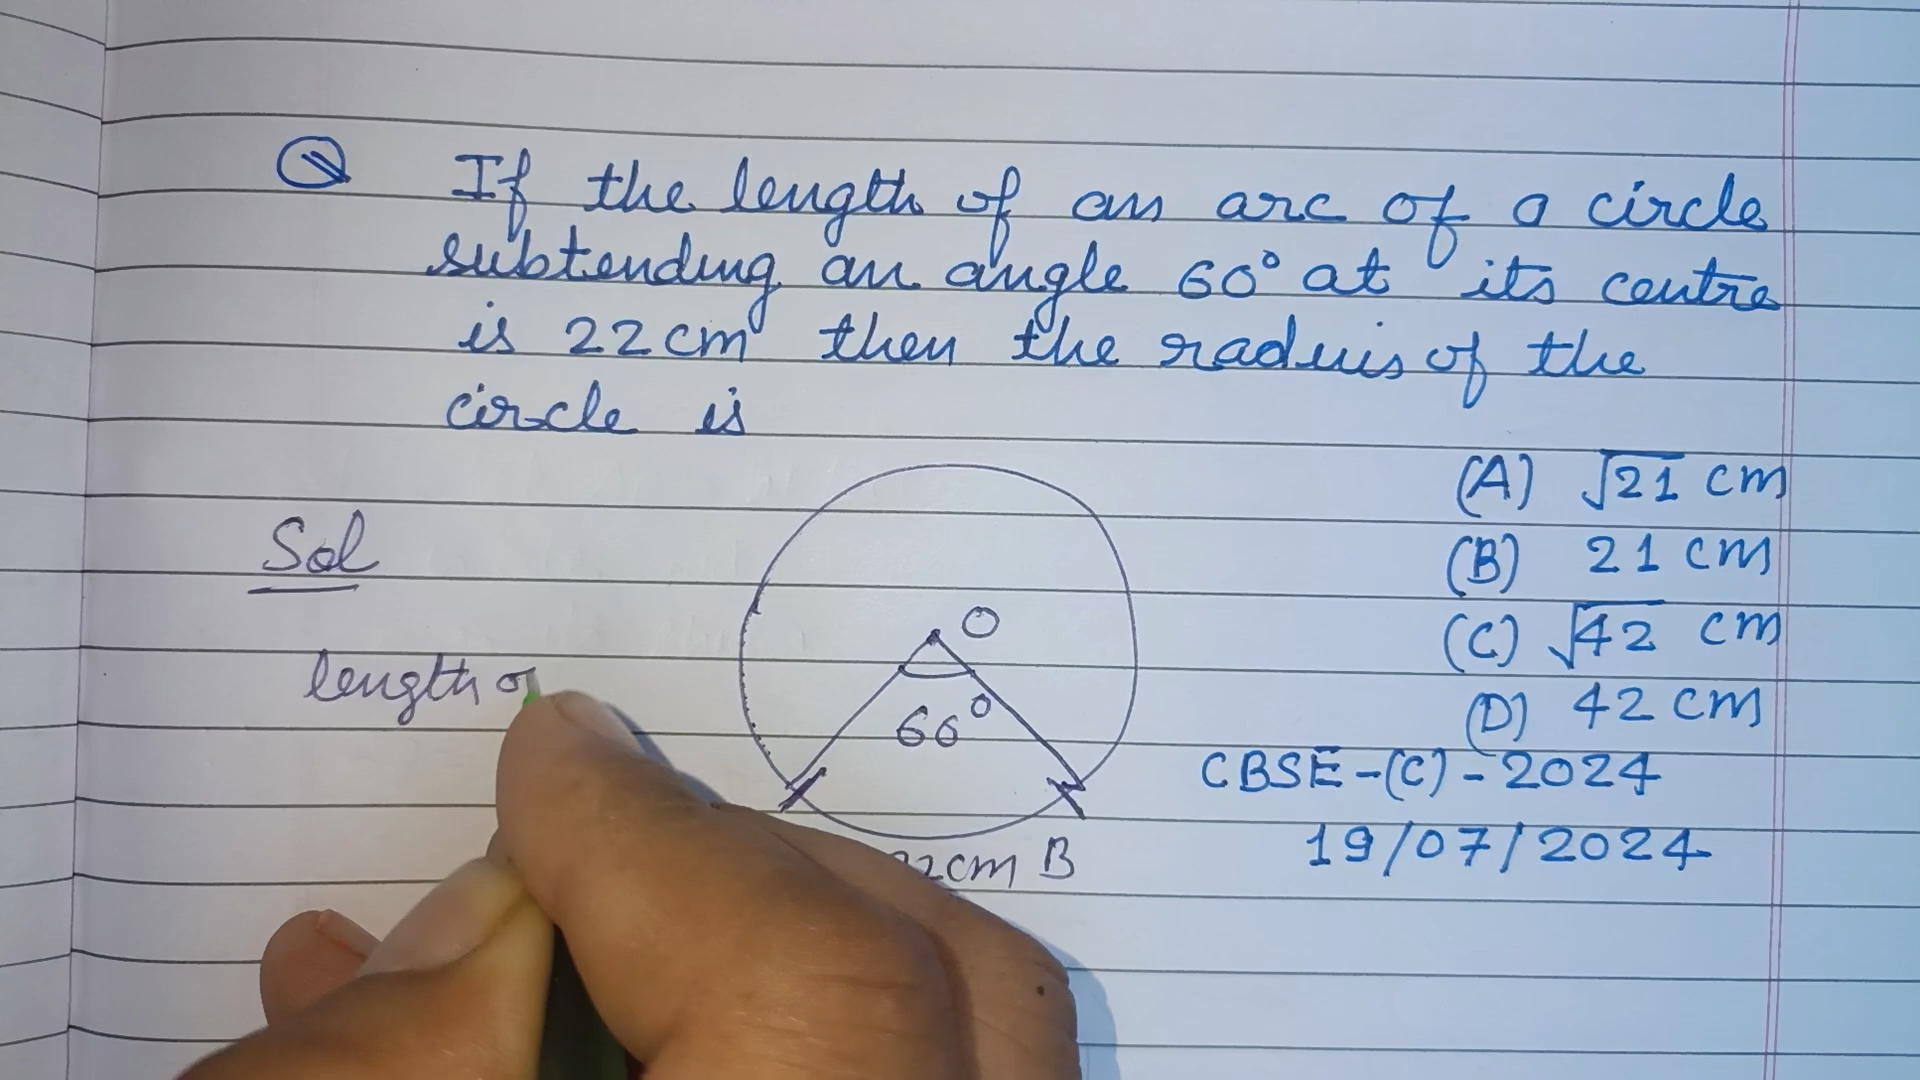 Q If the length of an arc of a circle
subtending an angle 60° at its centre
is 22 cm then the radius of the
circle is
(A) √21 cm
Sol
(B) 21 cm
O
(C) √42 cm
length o
60°
(D) 42 cm
CBSE-(C)-2024
19/07/2024
2cm B